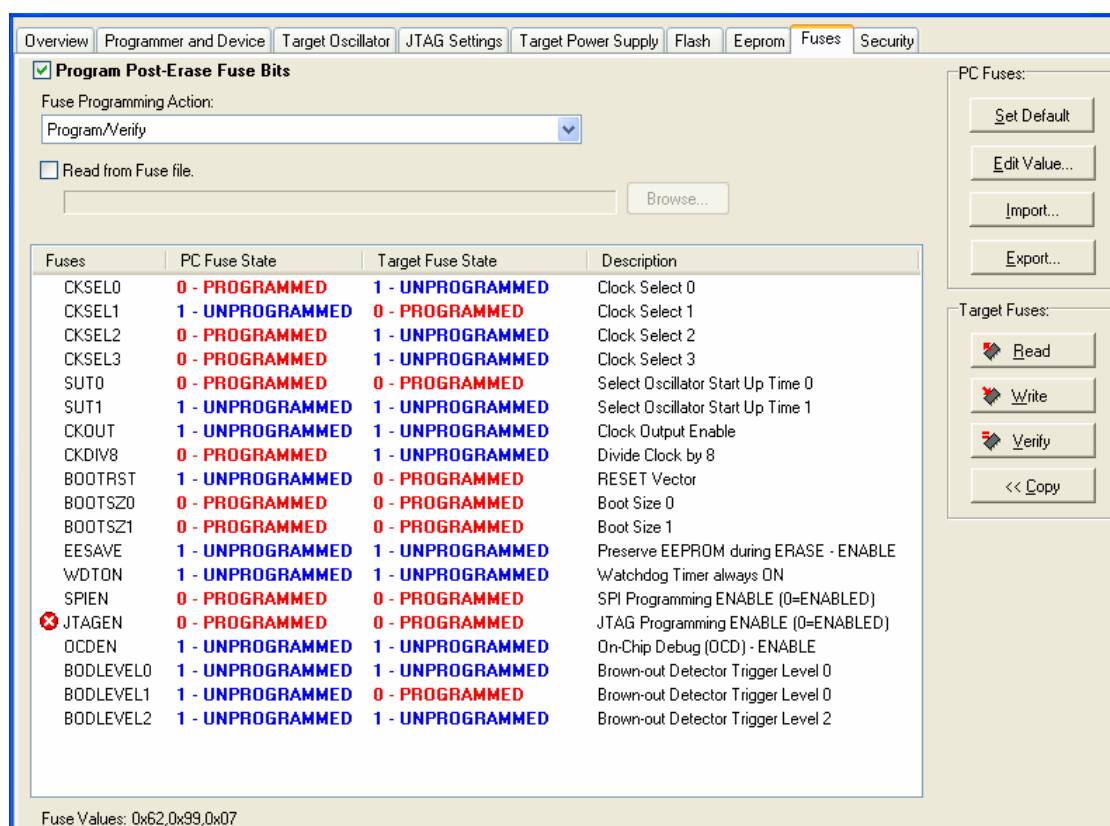 Overview Programmer and Device Target Oscillator JTAG Settings Target Power Supply Flash Eeprom Fuses Security
Program Post-Erase Fuse Bits
Fuse Programming Action:
Program/Verify
Read from Fuse file.
Browse...
Fuses PC Fuse State Target Fuse State Description
CKSEL0 0 - PROGRAMMED 1 - UNPROGRAMMED Clock Select 0
CKSEL1 1 - UNPROGRAMMED 0 - PROGRAMMED Clock Select 1
CKSEL2 0 - PROGRAMMED 1 - UNPROGRAMMED Clock Select 2
CKSEL3 0 - PROGRAMMED 1 - UNPROGRAMMED Clock Select 3
SUT0 0 - PROGRAMMED 0 - PROGRAMMED Select Oscillator Start Up Time 0
SUT1 1 - UNPROGRAMMED 1 - UNPROGRAMMED Select Oscillator Start Up Time 1
CKOUT 1 - UNPROGRAMMED 1 - UNPROGRAMMED Clock Output Enable
CKDIV8 0 - PROGRAMMED 1 - UNPROGRAMMED Divide Clock by 8
BOOTRST 1 - UNPROGRAMMED 0 - PROGRAMMED RESET Vector
BOOTSZ0 0 - PROGRAMMED 0 - PROGRAMMED Boot Size 0
BOOTSZ1 0 - PROGRAMMED 0 - PROGRAMMED Boot Size 1
EESAVE 1 - UNPROGRAMMED 1 - UNPROGRAMMED Preserve EEPROM during ERASE - ENABLE
WDTON 1 - UNPROGRAMMED 1 - UNPROGRAMMED Watchdog Timer always ON
SPIEN 0 - PROGRAMMED 0 - PROGRAMMED SPI Programming ENABLE (0=ENABLED)
JTAGEN 0 - PROGRAMMED 0 - PROGRAMMED JTAG Programming ENABLE (0=ENABLED)
OCDEN 1 - UNPROGRAMMED 1 - UNPROGRAMMED On-Chip Debug (OCD) - ENABLE
BODLEVEL0 1 - UNPROGRAMMED 1 - UNPROGRAMMED Brown-out Detector Trigger Level 0
BODLEVEL1 1 - UNPROGRAMMED 0 - PROGRAMMED Brown-out Detector Trigger Level 0
BODLEVEL2 1 - UNPROGRAMMED 1 - UNPROGRAMMED Brown-out Detector Trigger Level 2
Fuse Values: 0x62,0x99,0x07
PC Fuses:
Set Default
Edit Value...
Import...
Export...
Target Fuses:
Read
Write
Verify
<< Copy